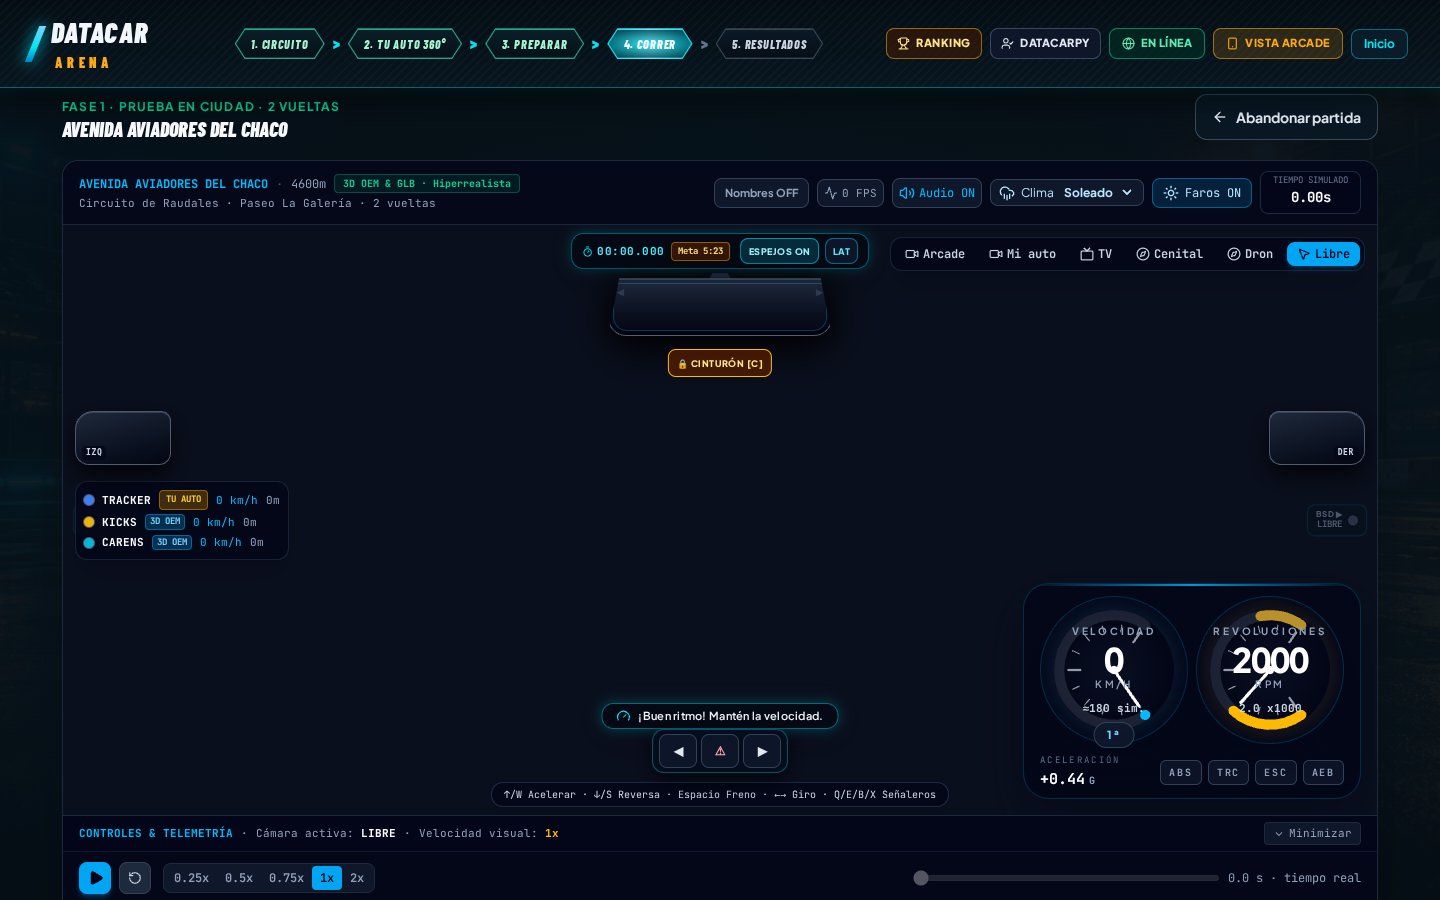 DATACAR
ARENA
1. CIRCUITO > 2. TU AUTO 360° > 3. PREPARAR > 4. CORRER > 5. RESULTADOS
RANKING
DATACARPY
EN LÍNEA
VISTA ARCADE
Inicio
FASE 1 · PRUEBA EN CIUDAD · 2 VUELTAS
AVENIDA AVIADORES DEL CHACO
← Abandonar partida
AVENIDA AVIADORES DEL CHACO · 4600m 3D OEM & GLB · Hiperrealista
Circuito de Raudales · Paseo La Galería · 2 vueltas
Nombres OFF
0 FPS
Audio ON
Clima Soleado
Faros ON
TIEMPO SIMULADO
0.00s
00:00.000 Meta 5:23 ESPEJOS ON LAT
Arcade
Mi auto
TV
Cenital
Dron
Libre
CINTURÓN [C]
IZQ
DER
TRACKER TU AUTO 0 km/h 0m
KICKS 3D OEM 0 km/h 0m
CARENS 3D OEM 0 km/h 0m
BSD ▶
LIBRE
VELOCIDAD
0
KM/H
≈180 sim.
1ª
REVOLUCIONES
2000
RPM
2.0 x1000
ACELERACIÓN
+0.44 G
ABS TRC ESC AEB
¡Buen ritmo! Mantén la velocidad.
◀ ⚠ ▶
↑/W Acelerar · ↓/S Reversa · Espacio Freno · ←→ Giro · Q/E/B/X Señaleros
CONTROLES & TELEMETRÍA · Cámara activa: LIBRE · Velocidad visual: 1x
Minimizar
0.25x 0.5x 0.75x 1x 2x
0.0 s · tiempo real